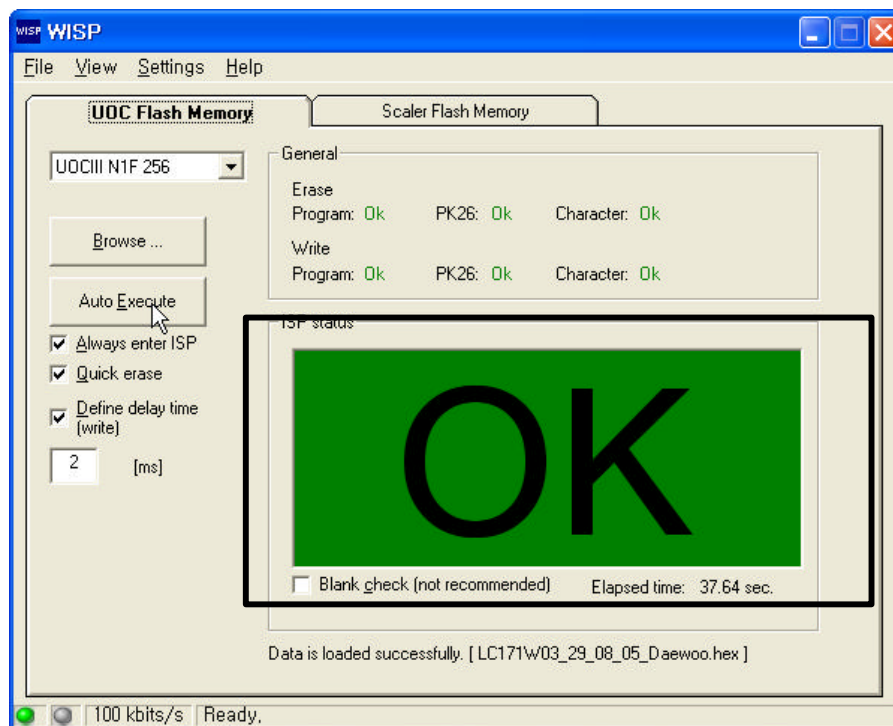 WISP WISP
File View Settings Help
UOC Flash Memory
Scaler Flash Memory
UOCIII N1F 256
Browse ...
Auto Execute
Always enter ISP
Quick erase
Define delay time
(write)
2 [ms]
General
Erase
Program: Ok PK26: Ok Character: Ok
Write
Program: Ok PK26: Ok Character: Ok
ISP status
OK
Blank check (not recommended) Elapsed time: 37.64 sec.
Data is loaded successfully. [ LC171W03_29_08_05_Daewoo.hex ]
100 kbits/s Ready,